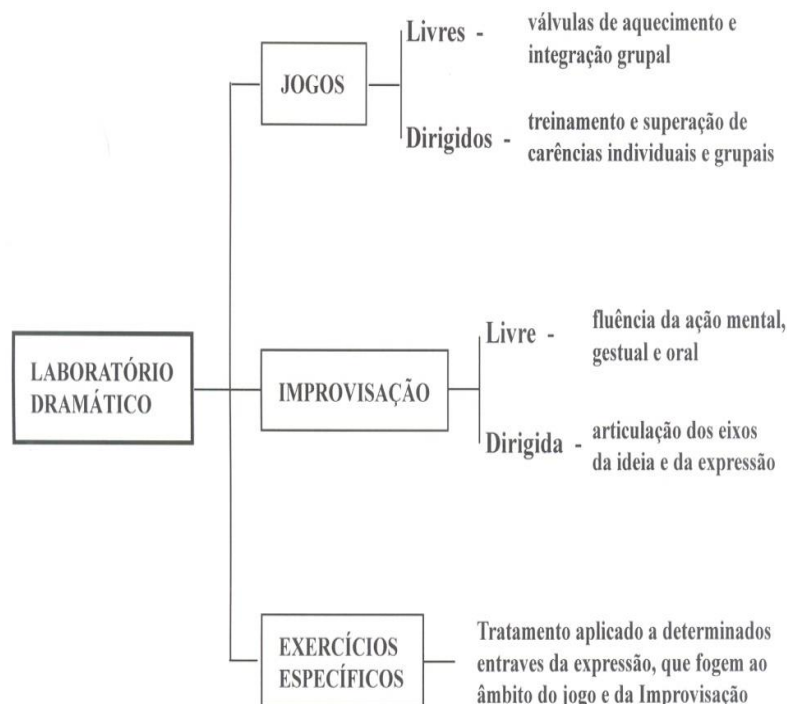 JOGOS
Livres - válvulas de aquecimento e
integração grupal
Dirigidos - treinamento e superação de
carências individuais e grupais
LABORATÓRIO
DRAMÁTICO
IMPROVISAÇÃO
Livre - fluência da ação mental,
gestual e oral
Dirigida - articulação dos eixos
da ideia e da expressão
EXERCÍCIOS
ESPECÍFICOS
Tratamento aplicado a determinados
entraves da expressão, que fogem ao
âmbito do jogo e da Improvisação